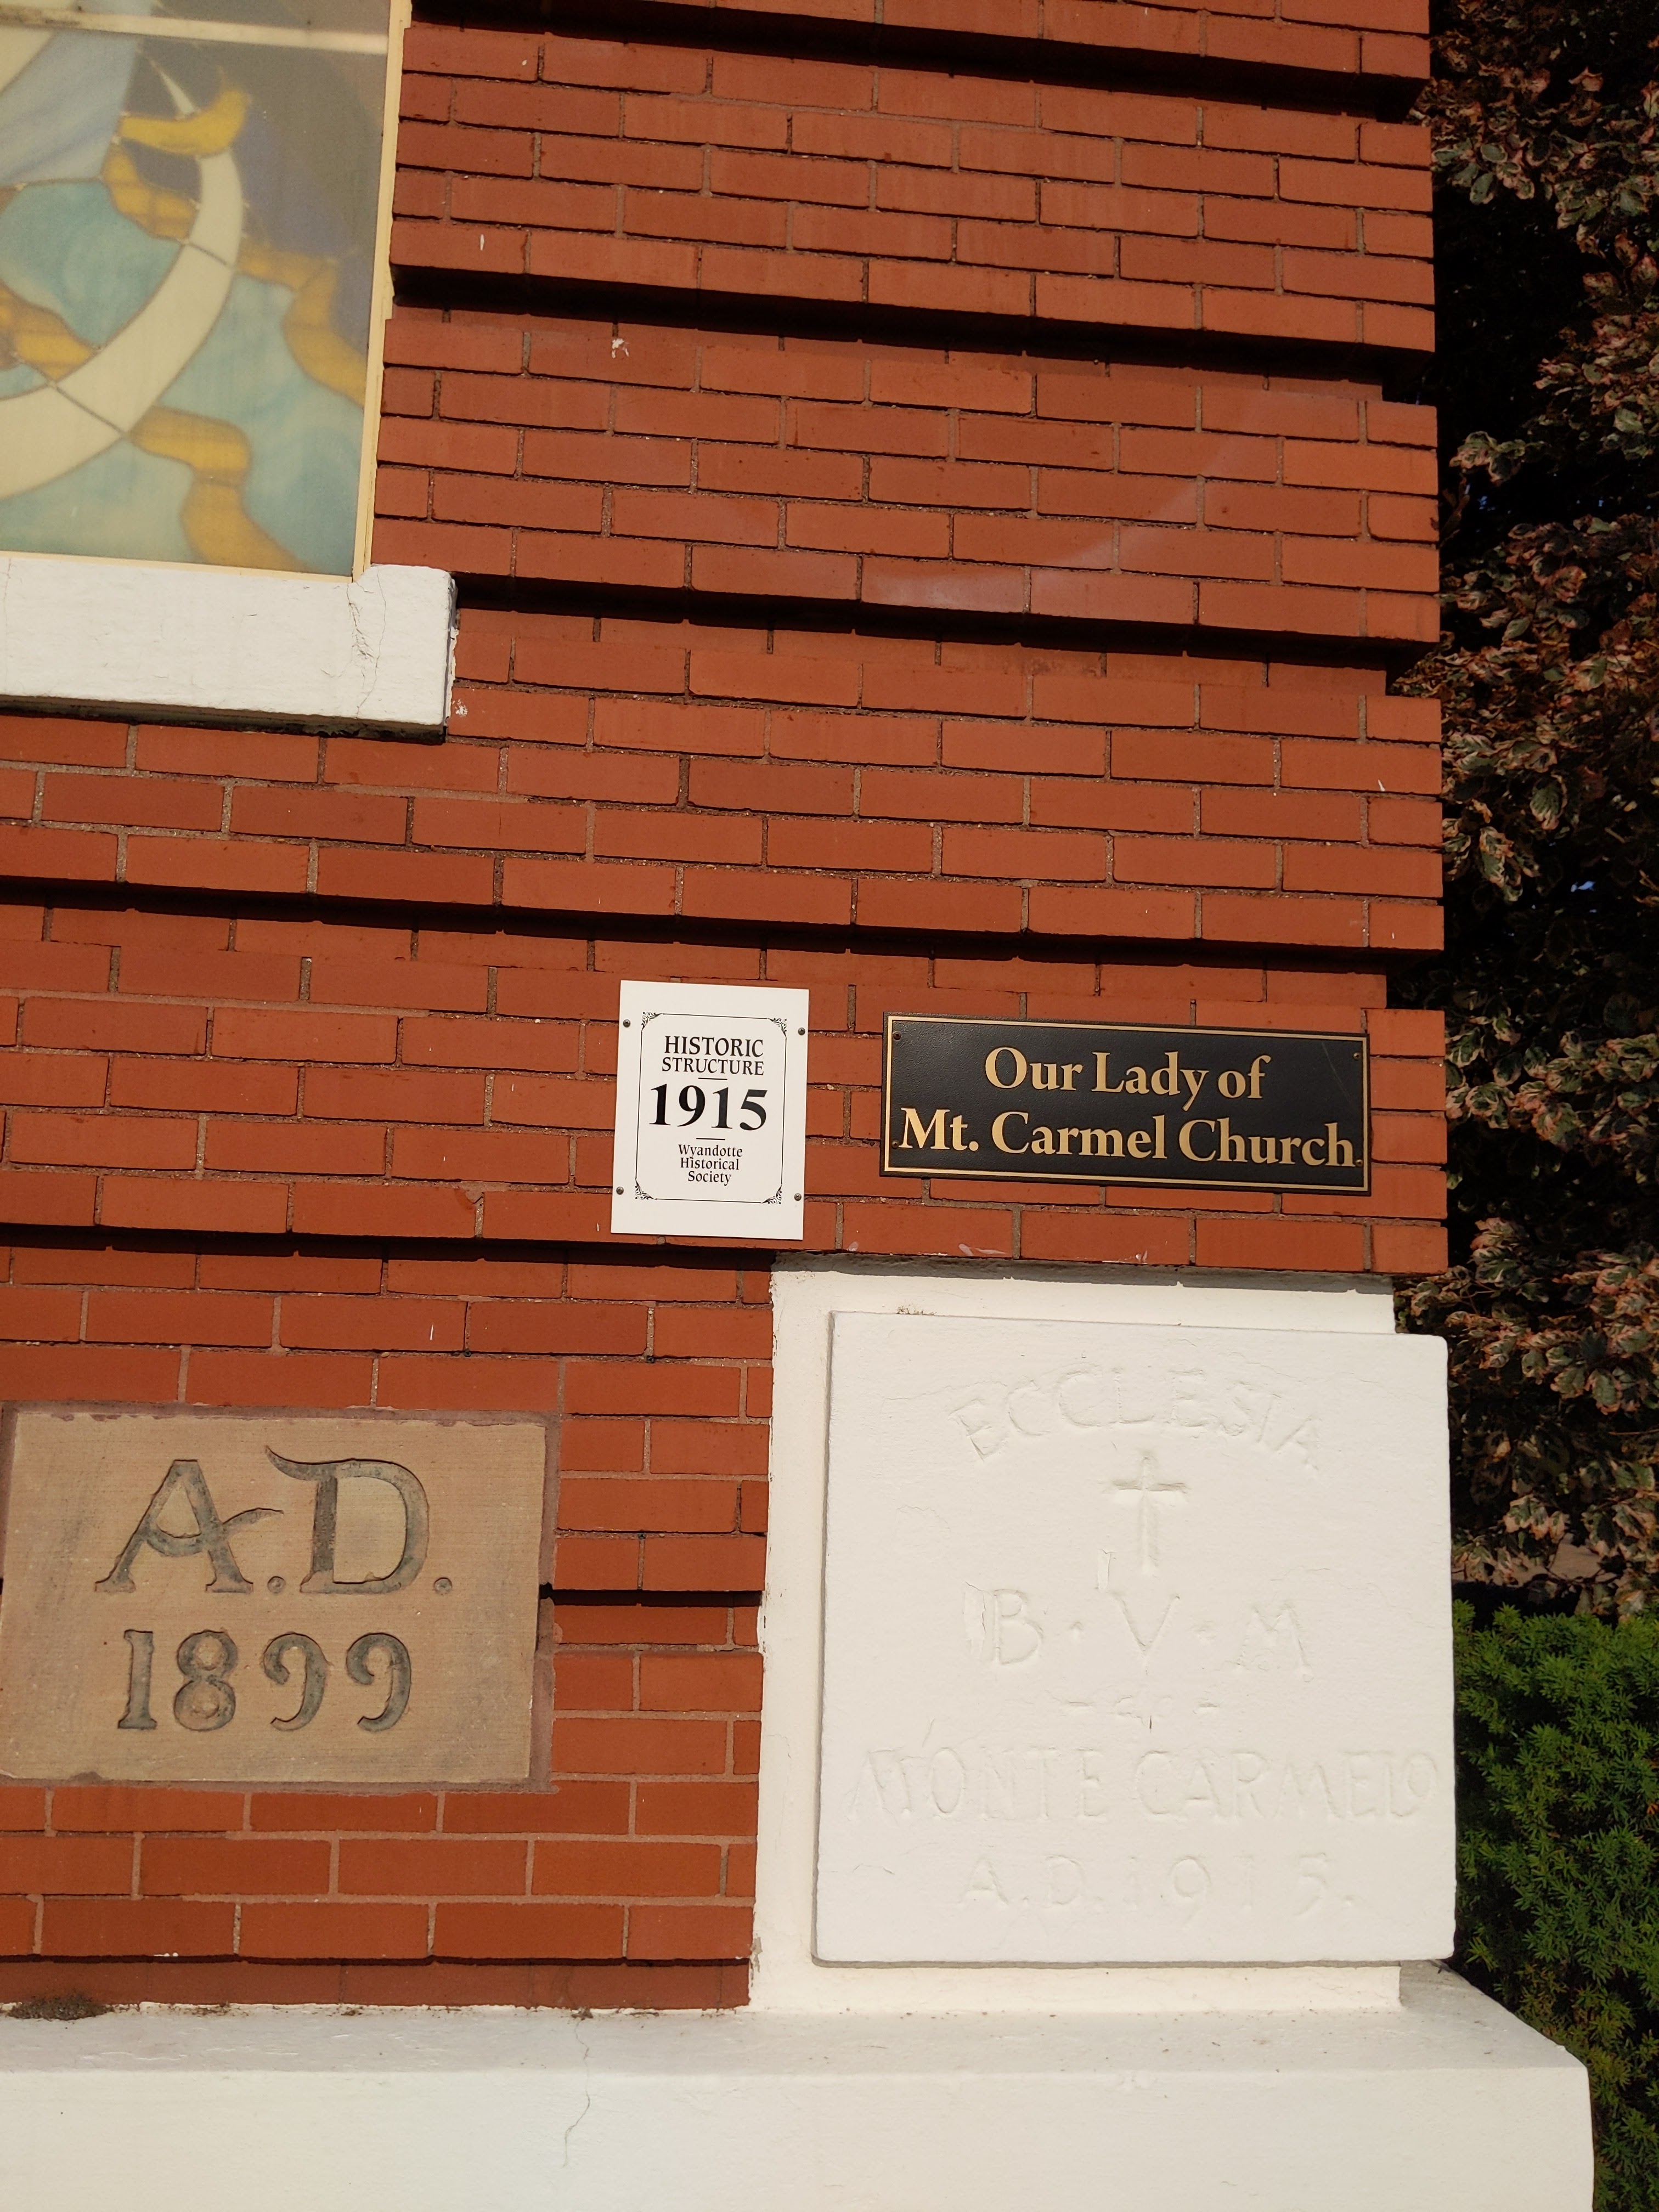 HISTORIC
STRUCTURE
1915
Wyandotte
Historical
Society
Our Lady of
Mt. Carmel Church
A.D.
1899
ECCLESIA
B·V·M
MONTE CARMELO
A.D.1915.